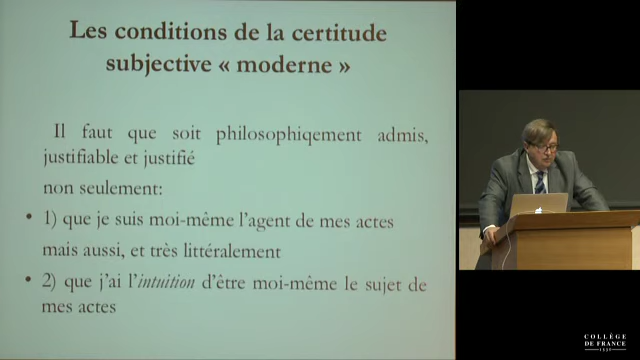 Les conditions de la certitude
subjective « moderne »
Il faut que soit philosophiqement admis,
justifiable et justifié
non seulement:
• 1) que je suis moi-même l'agent de mes actes
mais aussi, et très littéralement
• 2) que j'ai l'intuition d'être moi-même le sujet de
mes actes
COLLÈGE
DE FRANCE
1530